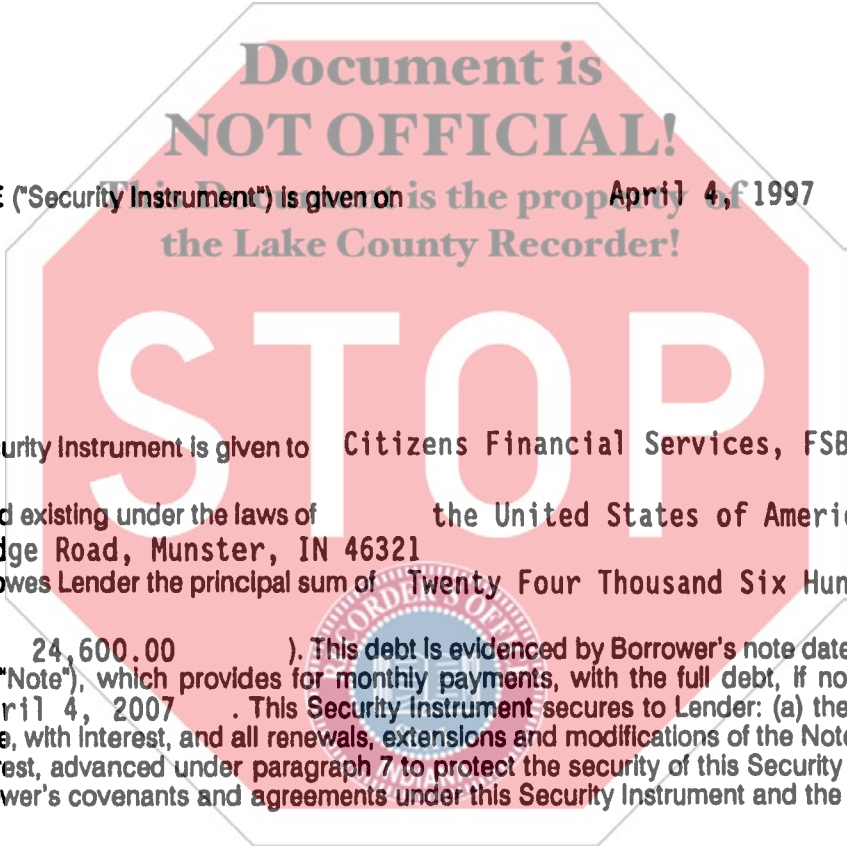 Document is
NOT OFFICIAL!
("Security Instrument") is given on April 4, 1997
This Document is the property of
the Lake County Recorder!
STOP
urity Instrument is given to Citizens Financial Services, FSB
d existing under the laws of the United States of Ameri
dge Road, Munster, IN 46321
owes Lender the principal sum of Twenty Four Thousand Six Hun
24,600.00 ). This debt is evidenced by Borrower's note date
"Note"), which provides for monthly payments, with the full debt, if no
ril 4, 2007 . This Security Instrument secures to Lender: (a) the
e, with interest, and all renewals, extensions and modifications of the Note
rest, advanced under paragraph 7 to protect the security of this Security
wer's covenants and agreements under this Security Instrument and the
RECORDER'S OFFICE
INDIANA